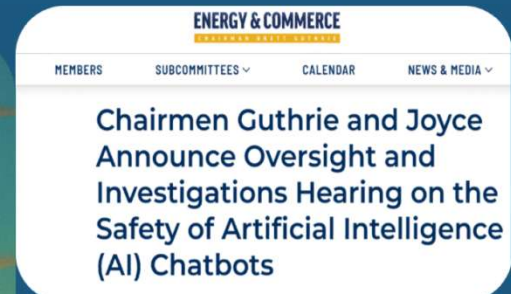 ENERGY & COMMERCE
CHAIRMAN BRETT GUTHRIE
MEMBERS SUBCOMMITTEES CALENDAR NEWS & MEDIA
Chairmen Guthrie and Joyce
Announce Oversight and
Investigations Hearing on the
Safety of Artificial Intelligence
(AI) Chatbots